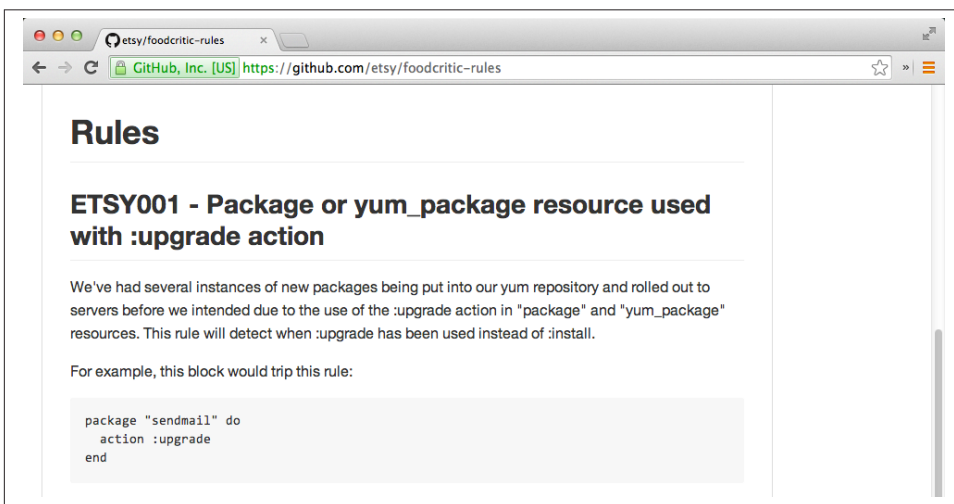 etsy/foodcritic-rules
GitHub, Inc. [US] https://github.com/etsy/foodcritic-rules
Rules
ETSY001 - Package or yum_package resource used
with :upgrade action
We've had several instances of new packages being put into our yum repository and rolled out to
servers before we intended due to the use of the :upgrade action in "package" and "yum_package"
resources. This rule will detect when :upgrade has been used instead of :install.
For example, this block would trip this rule:
package "sendmail" do
  action :upgrade
end